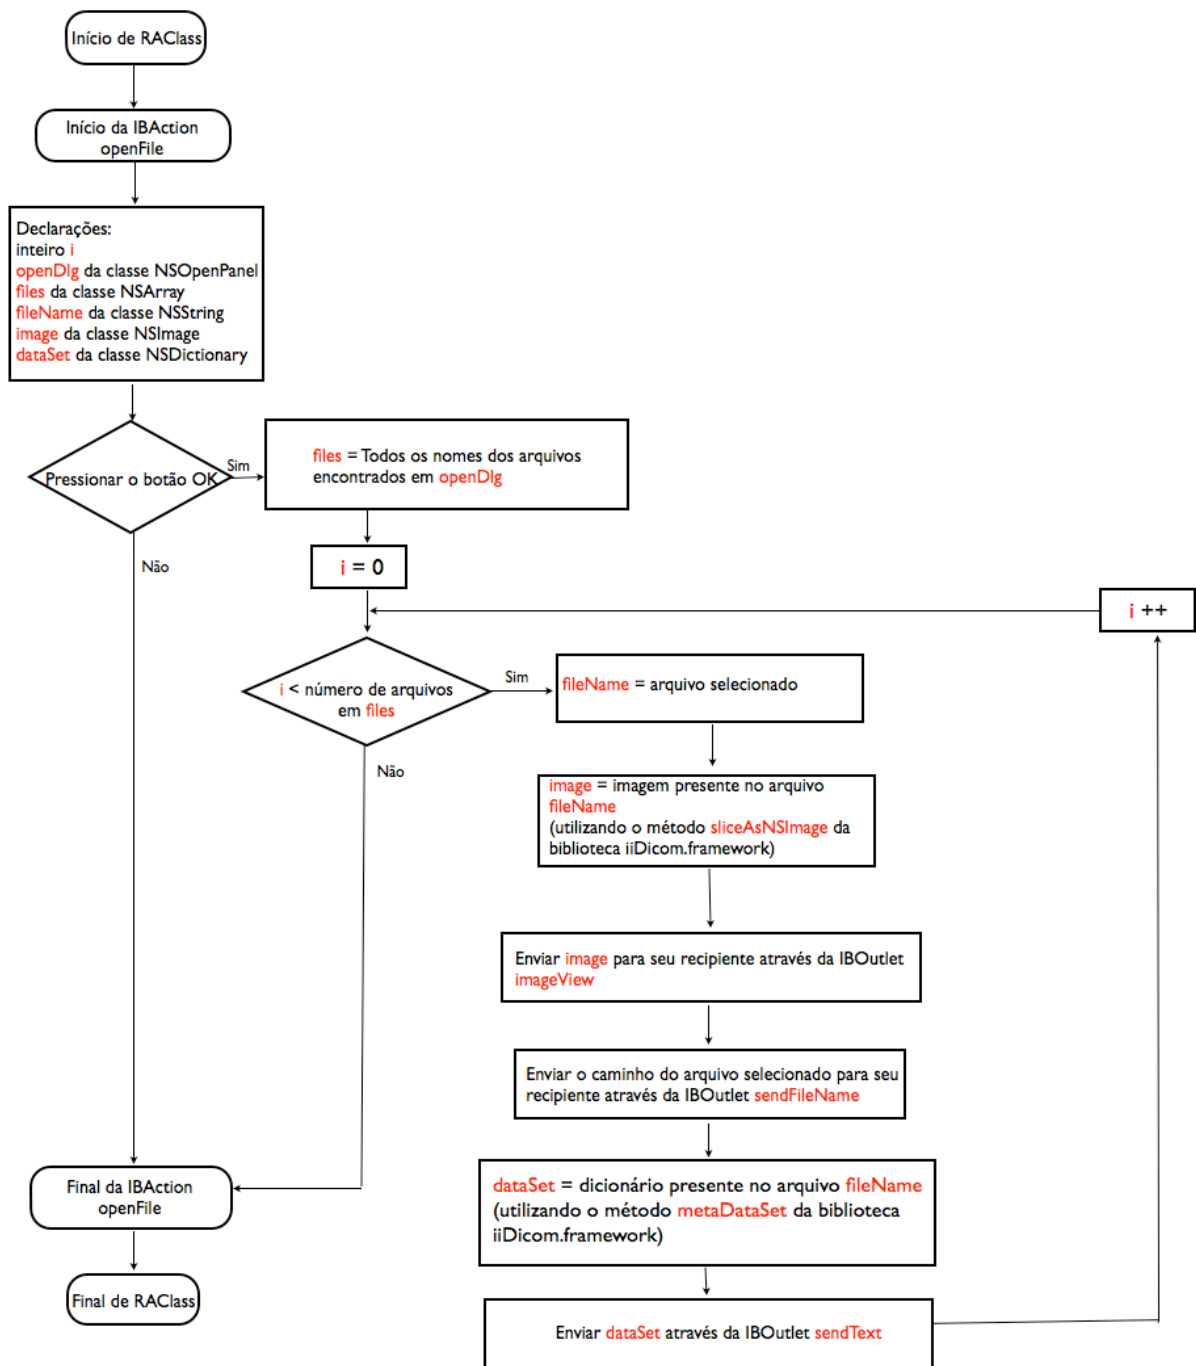 Início de RAClass
Início da IBAction
openFile
Declarações:
inteiro i
openDlg da classe NSOpenPanel
files da classe NSArray
fileName da classe NSString
image da classe NSImage
dataSet da classe NSDictionary
Pressionar o botão OK
Sim
files = Todos os nomes dos arquivos
encontrados em openDlg
Não
i = 0
i ++
i < número de arquivos
em files
Sim
fileName = arquivo selecionado
Não
image = imagem presente no arquivo
fileName
(utilizando o método sliceAsNSImage da
biblioteca iiDicom.framework)
Enviar image para seu recipiente através da IBOutlet
imageView
Enviar o caminho do arquivo selecionado para seu
recipiente através da IBOutlet sendFileName
dataSet = dicionário presente no arquivo fileName
(utilizando o método metaDataSet da biblioteca
iiDicom.framework)
Enviar dataSet através da IBOutlet sendText
Final da IBAction
openFile
Final de RAClass